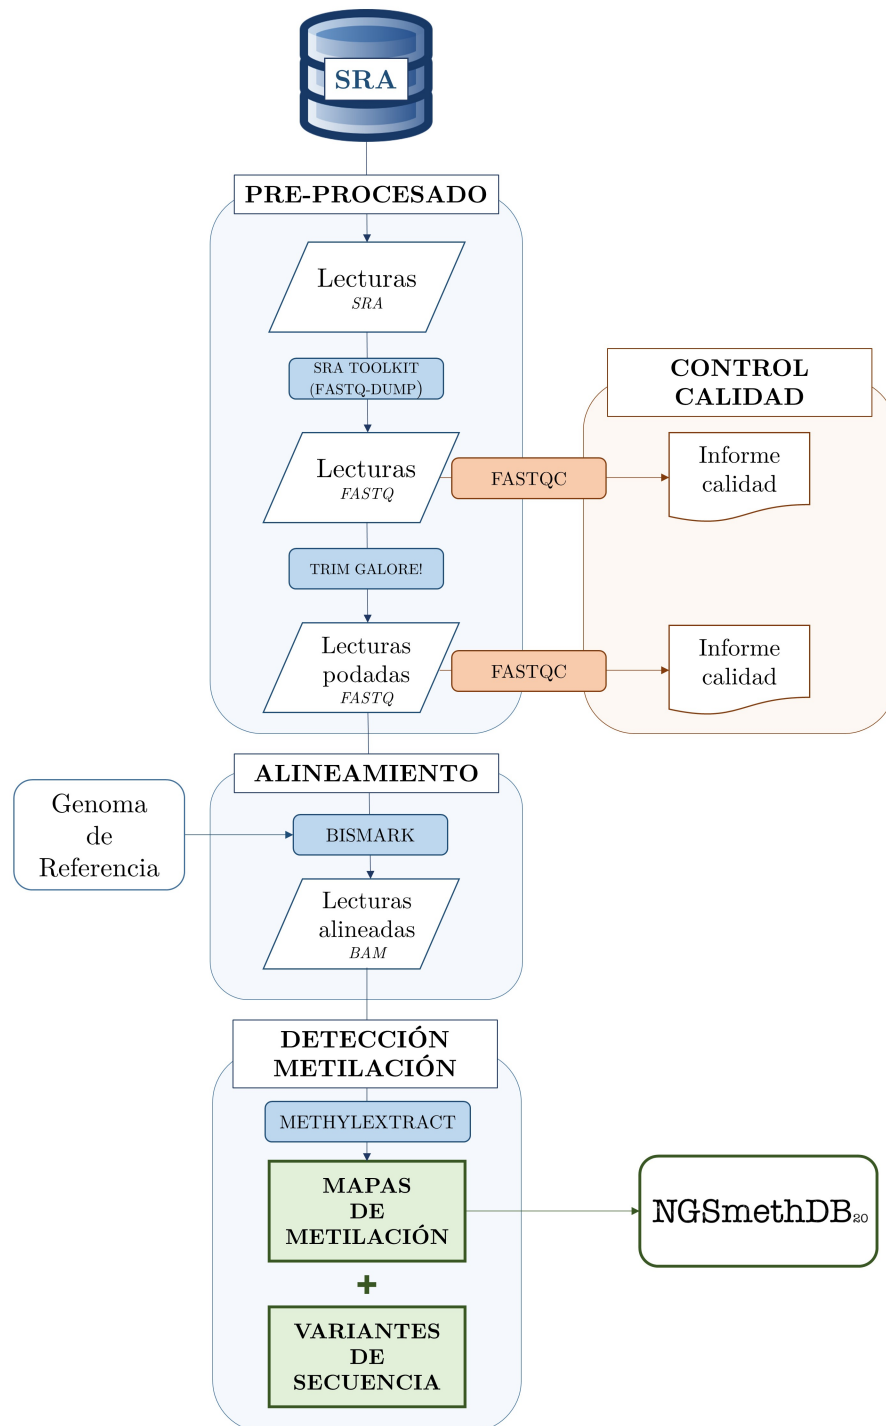 SRA
PRE-PROCESADO
Lecturas
SRA
SRA TOOLKIT
(FASTQ-DUMP)
CONTROL
CALIDAD
Lecturas
FASTQ
FASTQC
Informe
calidad
TRIM GALORE!
Lecturas
podadas
FASTQ
FASTQC
Informe
calidad
ALINEAMIENTO
Genoma
de
Referencia
BISMARK
Lecturas
alineadas
BAM
DETECCIÓN
METILACIÓN
METHYLEXTRACT
MAPAS
DE
METILACIÓN
NGSmethDB20
+
VARIANTES
DE
SECUENCIA